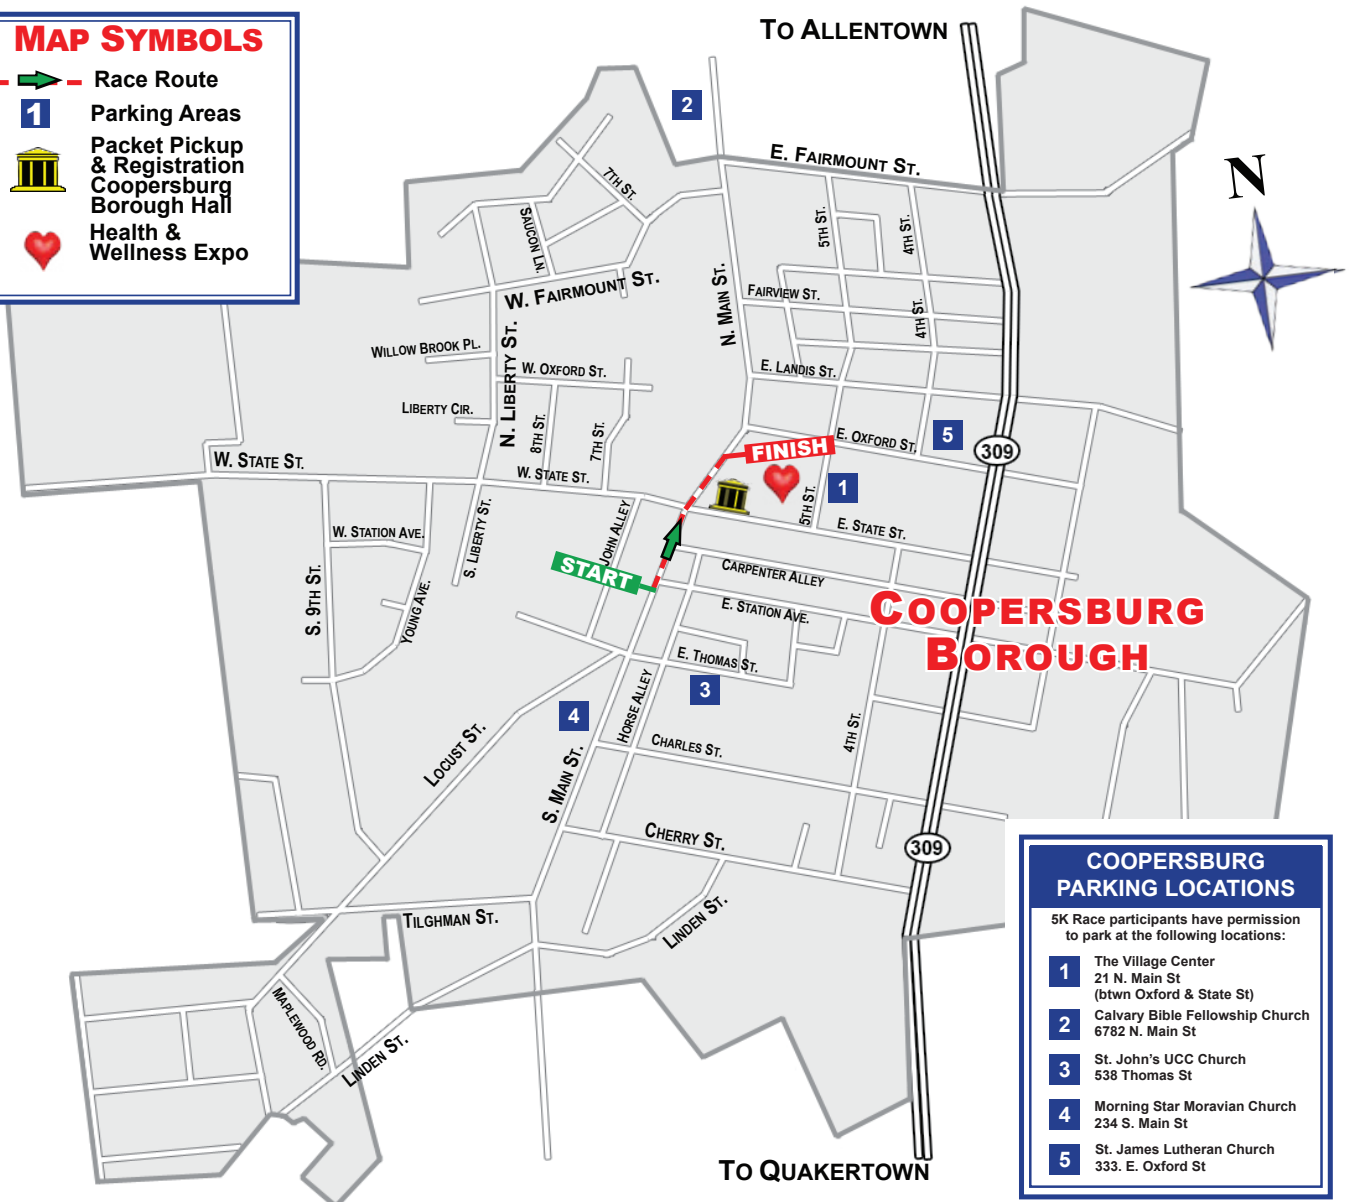 MAP SYMBOLS
Race Route
1
Parking Areas
Packet Pickup
& Registration
Coopersburg
Borough Hall
Health &
Wellness Expo
TO ALLENTOWN
2
E. FAIRMOUNT ST.
N
7TH ST.
SAUCON LN.
5TH ST.
4TH ST.
W. FAIRMOUNT ST.
N. MAIN ST.
FAIRVIEW ST.
4TH ST.
WILLOW BROOK PL.
N. LIBERTY ST.
W. OXFORD ST.
E. LANDIS ST.
LIBERTY CIR.
8TH ST.
7TH ST.
FINISH
E. OXFORD ST.
5
309
W. STATE ST.
W. STATE ST.
1
5TH ST.
E. STATE ST.
S. LIBERTY ST.
W. STATION AVE.
JOHN ALLEY
START
CARPENTER ALLEY
S. 9TH ST.
YOUNG AVE.
E. STATION AVE.
COOPERSBURG
BOROUGH
E. THOMAS ST.
3
4
HORSE ALLEY
LOCUST ST.
S. MAIN ST.
CHARLES ST.
4TH ST.
CHERRY ST.
309
TILGHMAN ST.
LINDEN ST.
MAPLEWOOD RD.
LINDEN ST.
TO QUAKERTOWN
COOPERSBURG
PARKING LOCATIONS
5K Race participants have permission
to park at the following locations:
1
The Village Center
21 N. Main St
(btwn Oxford & State St)
2
Calvary Bible Fellowship Church
6782 N. Main St
3
St. John's UCC Church
538 Thomas St
4
Morning Star Moravian Church
234 S. Main St
5
St. James Lutheran Church
333. E. Oxford St